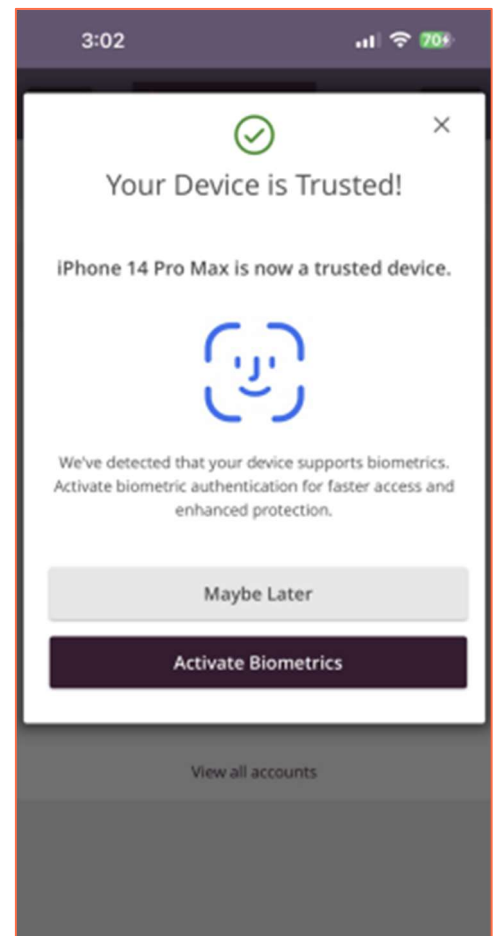 3:02
70
Your Device is Trusted!
iPhone 14 Pro Max is now a trusted device.
We've detected that your device supports biometrics.
Activate biometric authentication for faster access and
enhanced protection.
Maybe Later
Activate Biometrics
View all accounts